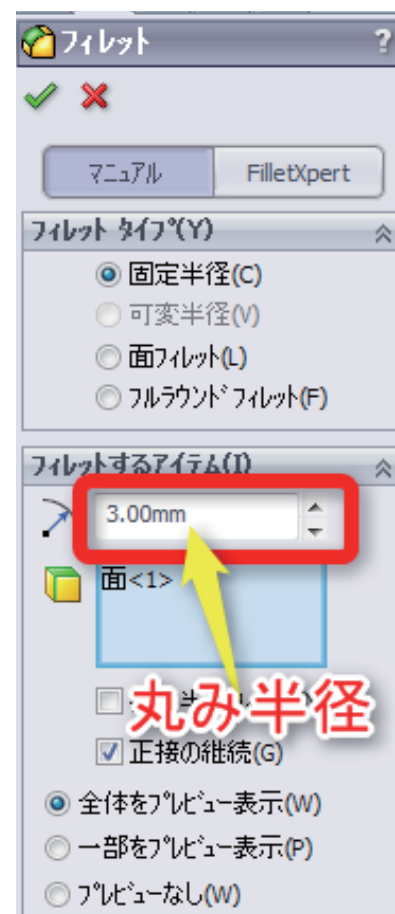 フィレット ?
マニュアル FilletXpert
フィレット タイプ(Y)
固定半径(C)
可変半径(V)
面フィレット(L)
フルラウンド フィレット(F)
フィレットするアイテム(I)
3.00mm
面<1>
丸み半径
正接の継続(G)
全体をプレビュー表示(W)
一部をプレビュー表示(P)
プレビューなし(W)